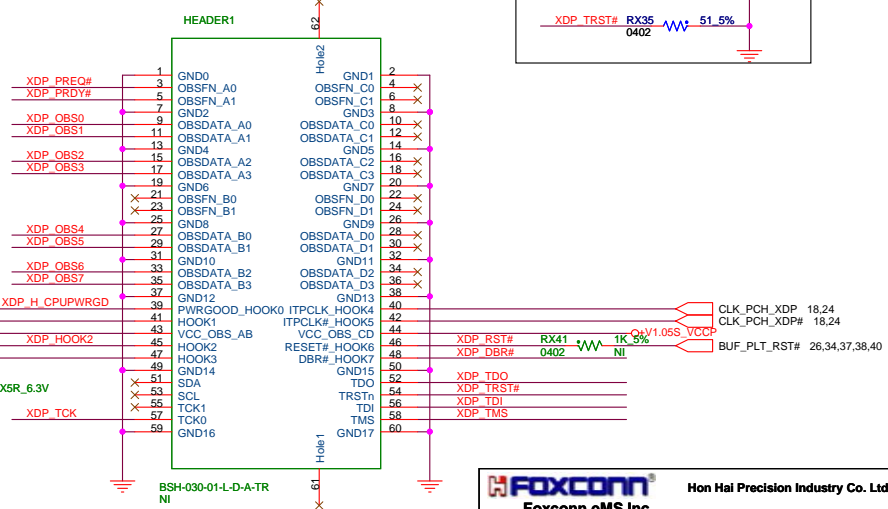 HEADER1
62
Hole2
XDP_TRST# RX35 51_5%
0402
1 GND0 GND1 2
XDP_PREQ# 3 OBSFN_A0 OBSFN_C0 4
XDP_PRDY# 5 OBSFN_A1 OBSFN_C1 6
7 GND2 GND3 8
XDP_OBS0 9 OBSDATA_A0 OBSDATA_C0 10
XDP_OBS1 11 OBSDATA_A1 OBSDATA_C1 12
13 GND4 GND5 14
XDP_OBS2 15 OBSDATA_A2 OBSDATA_C2 16
XDP_OBS3 17 OBSDATA_A3 OBSDATA_C3 18
19 GND6 GND7 20
21 OBSFN_B0 OBSFN_D0 22
23 OBSFN_B1 OBSFN_D1 24
25 GND8 GND9 26
XDP_OBS4 27 OBSDATA_B0 OBSDATA_D0 28
XDP_OBS5 29 OBSDATA_B1 OBSDATA_D1 30
31 GND10 GND11 32
XDP_OBS6 33 OBSDATA_B2 OBSDATA_D2 34
XDP_OBS7 35 OBSDATA_B3 OBSDATA_D3 36
37 GND12 GND13 38
XDP_H_CPUPWRGD 39 PWRGOOD_HOOK0 ITPCLK_HOOK4 40 CLK_PCH_XDP 18,24
41 HOOK1 ITPCLK#_HOOK5 42 CLK_PCH_XDP# 18,24
43 VCC_OBS_AB VCC_OBS_CD 44 +V1.05S_VCCP
XDP_HOOK2 45 HOOK2 RESET#_HOOK6 46 XDP_RST# RX41 1K_5% BUF_PLT_RST# 26,34,37,38,40
47 HOOK3 DBR#_HOOK7 48 XDP_DBR# 0402 NI
49 GND14 GND15 50
X5R_6.3V 51 SDA TDO 52 XDP_TDO
53 SCL TRSTn 54 XDP_TRST#
55 TCK1 TDI 56 XDP_TDI
XDP_TCK 57 TCK0 TMS 58 XDP_TMS
59 GND16 GND17 60
Hole1
61
BSH-030-01-L-D-A-TR
NI
FOXCONN® Hon Hai Precision Industry Co. Ltd
Foxconn eMS Inc